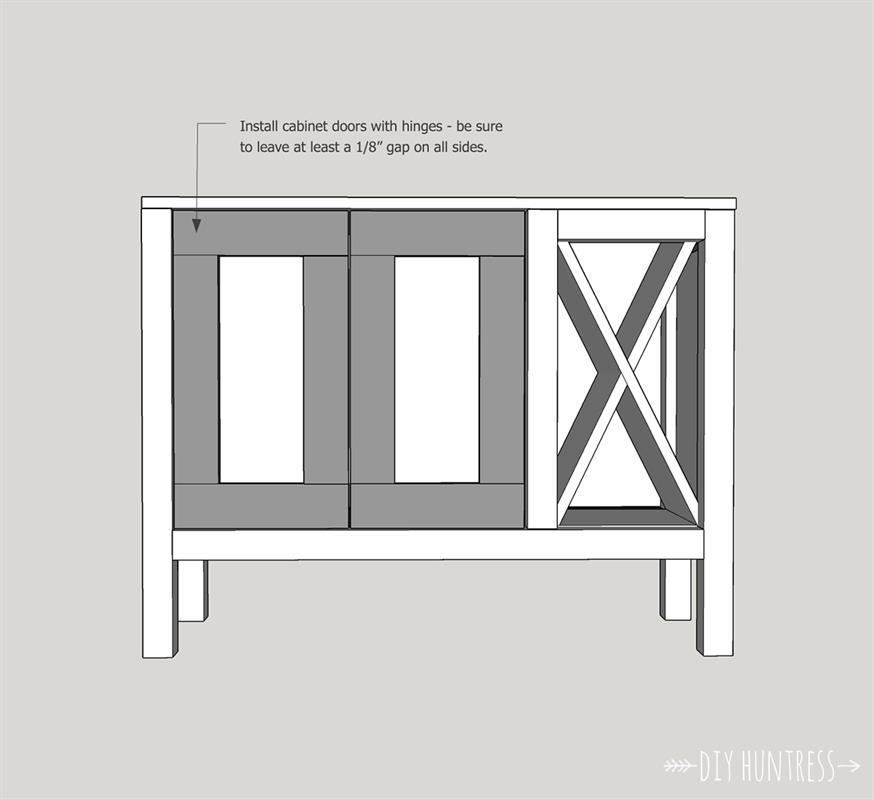 Install cabinet doors with hinges - be sure
to leave at least a 1/8” gap on all sides.
DIY HUNTRESS